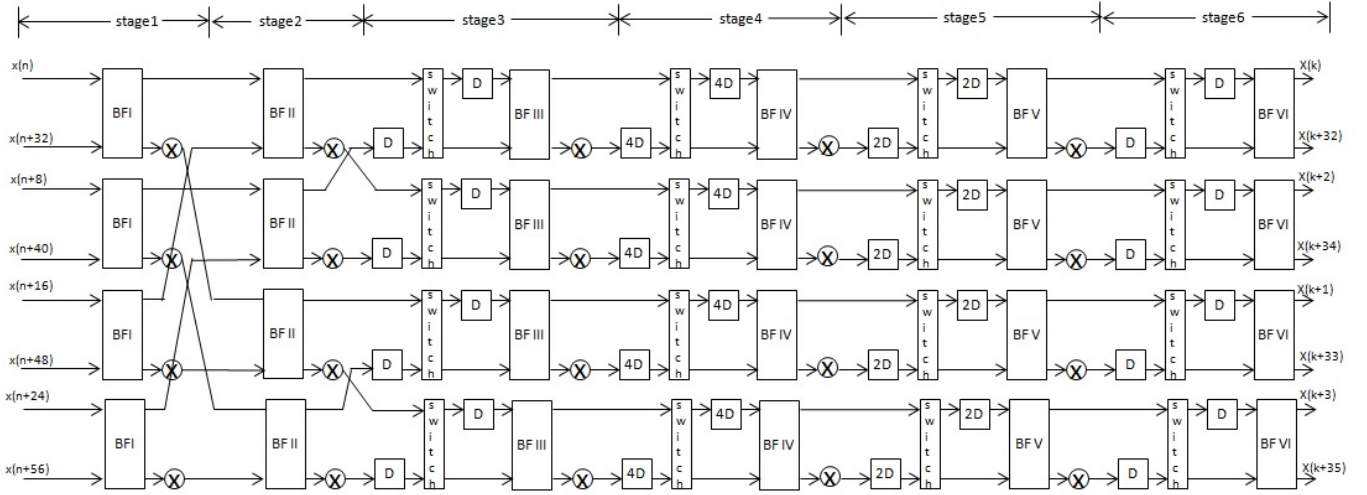 stage1 stage2 stage3 stage4 stage5 stage6
x(n) switch D switch 4D switch 2D switch D X(k)
BFI BF II BF III BF IV BF V BF VI
x(n+32) X X D X 4D X 2D X D X(k+32)
x(n+8) switch D switch 4D switch 2D switch D X(k+2)
BFI BF II BF III BF IV BF V BF VI
x(n+40) X X D X 4D X 2D X D X(k+34)
x(n+16) switch D switch 4D switch 2D switch D X(k+1)
BFI BF II BF III BF IV BF V BF VI
x(n+48) X X D X 4D X 2D X D X(k+33)
x(n+24) switch D switch 4D switch 2D switch D X(k+3)
BFI BF II BF III BF IV BF V BF VI
x(n+56) X X D X 4D X 2D X D X(k+35)